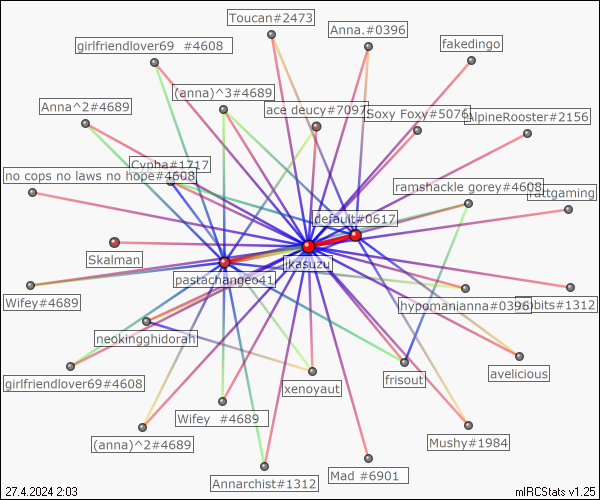 Toucan#2473
Anna.#0396
girlfriendlover69 #4608
fakedingo
(anna)^3#4689
Anna^2#4689
ace deucy#7097
Soxy Foxy#5076
AlpineRooster#2156
Cypha#1717
no cops no laws no hope#4608
ramshackle gorey#4608
rattgaming
default#0617
Skalman
jkasuzu
pastachangeo41
Wifey#4689
hypomanianna#0396
#1312
neokingghidorah
girlfriendlover69#4608
xenoyaut
frisout
avelicious
Wifey #4689
(anna)^2#4689
Mushy#1984
Annarchist#1312
Mad #6901
27.4.2024 2:03
mIRCStats v1.25